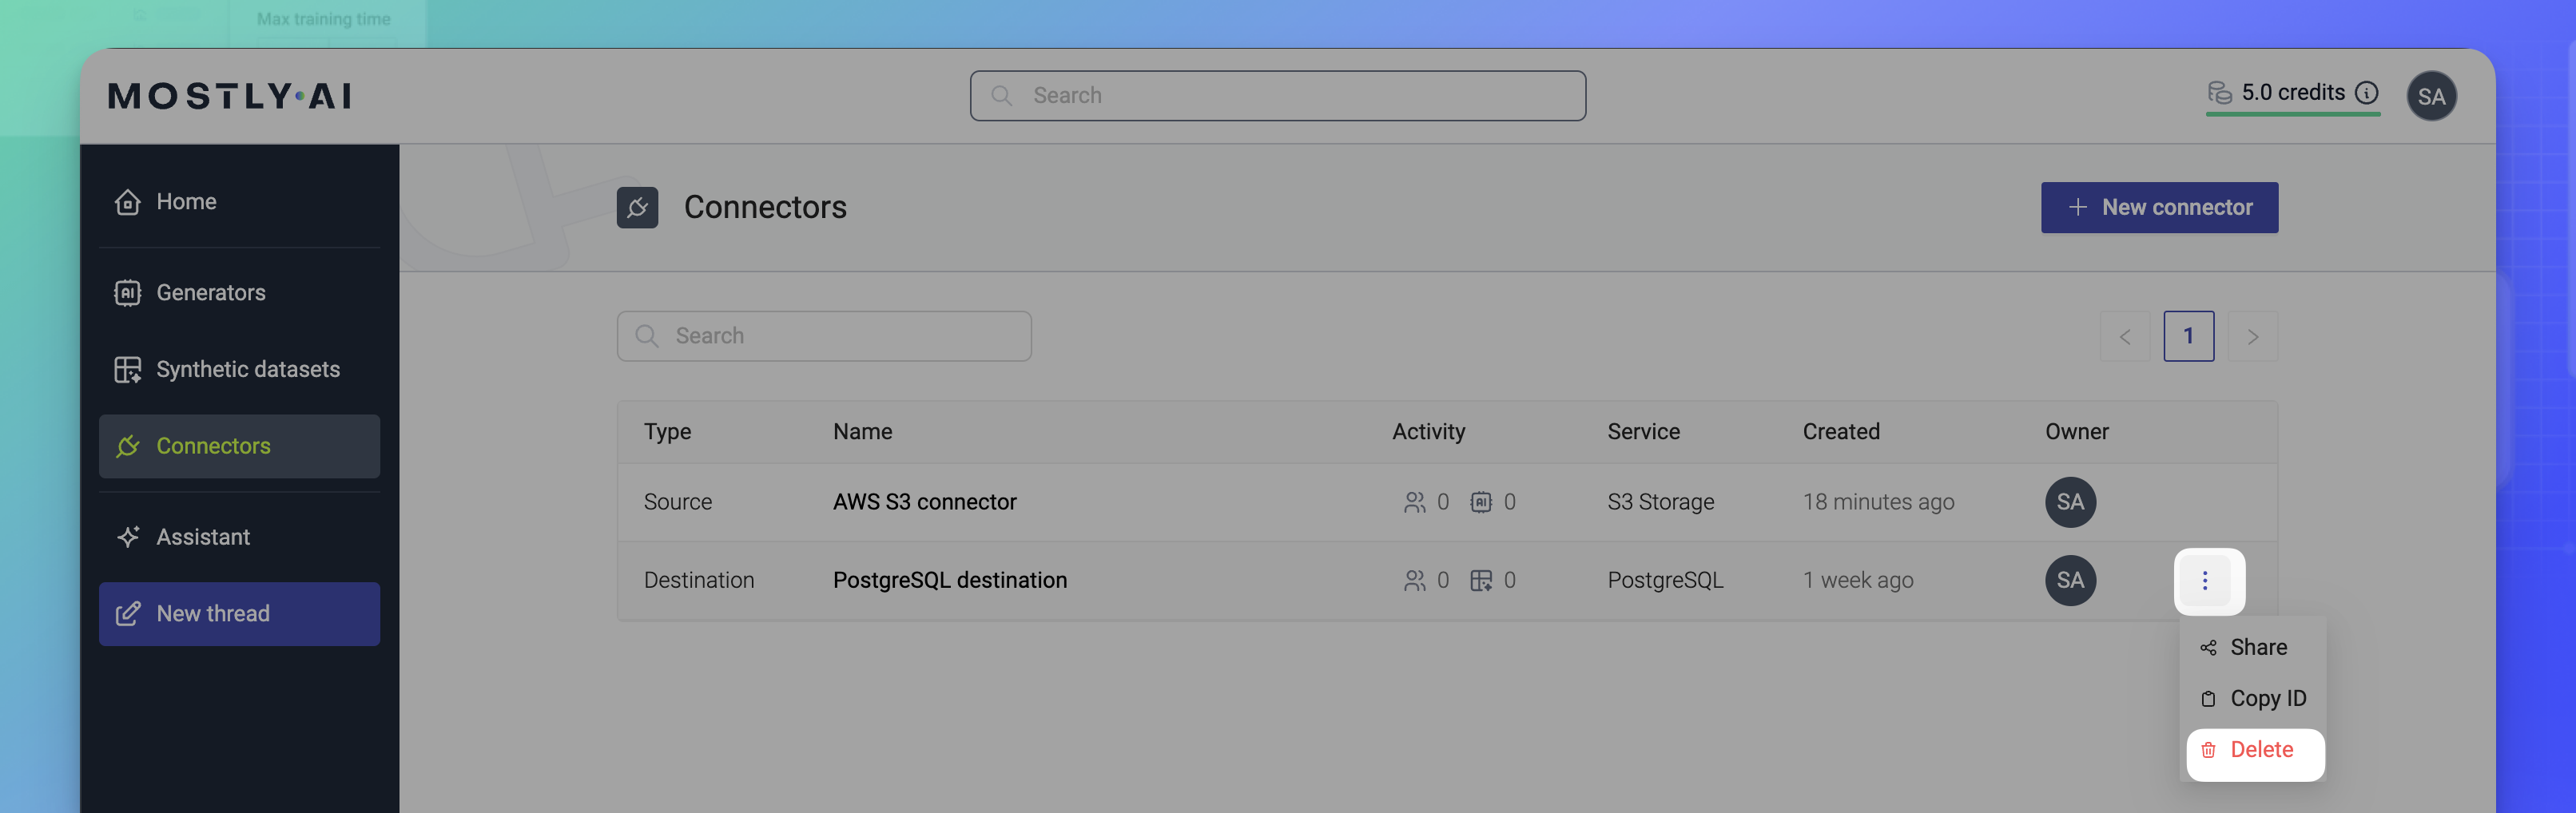 Max training time
MOSTLY·AI
Search
5.0 credits
SA
Home
Generators
Synthetic datasets
Connectors
Assistant
New thread
Connectors
New connector
Search
1
Type Name Activity Service Created Owner
Source AWS S3 connector 0 AI 0 S3 Storage 18 minutes ago SA
Destination PostgreSQL destination 0 0 PostgreSQL 1 week ago SA
Share
Copy ID
Delete